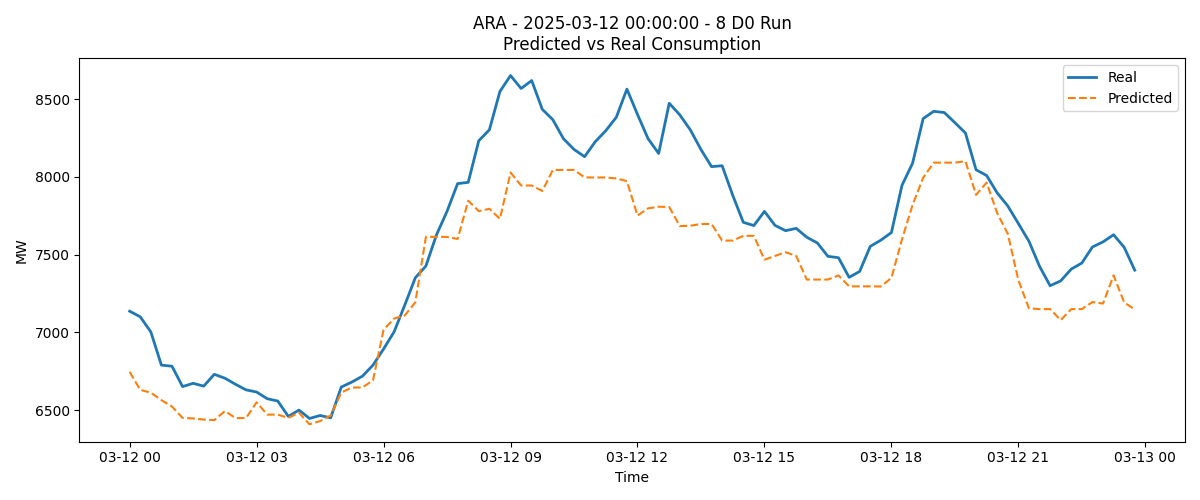 ARA - 2025-03-12 00:00:00 - 8 D0 Run
Predicted vs Real Consumption
Real
Predicted
MW
8500
8000
7500
7000
6500
03-12 00
03-12 03
03-12 06
03-12 09
03-12 12
03-12 15
03-12 18
03-12 21
03-13 00
Time